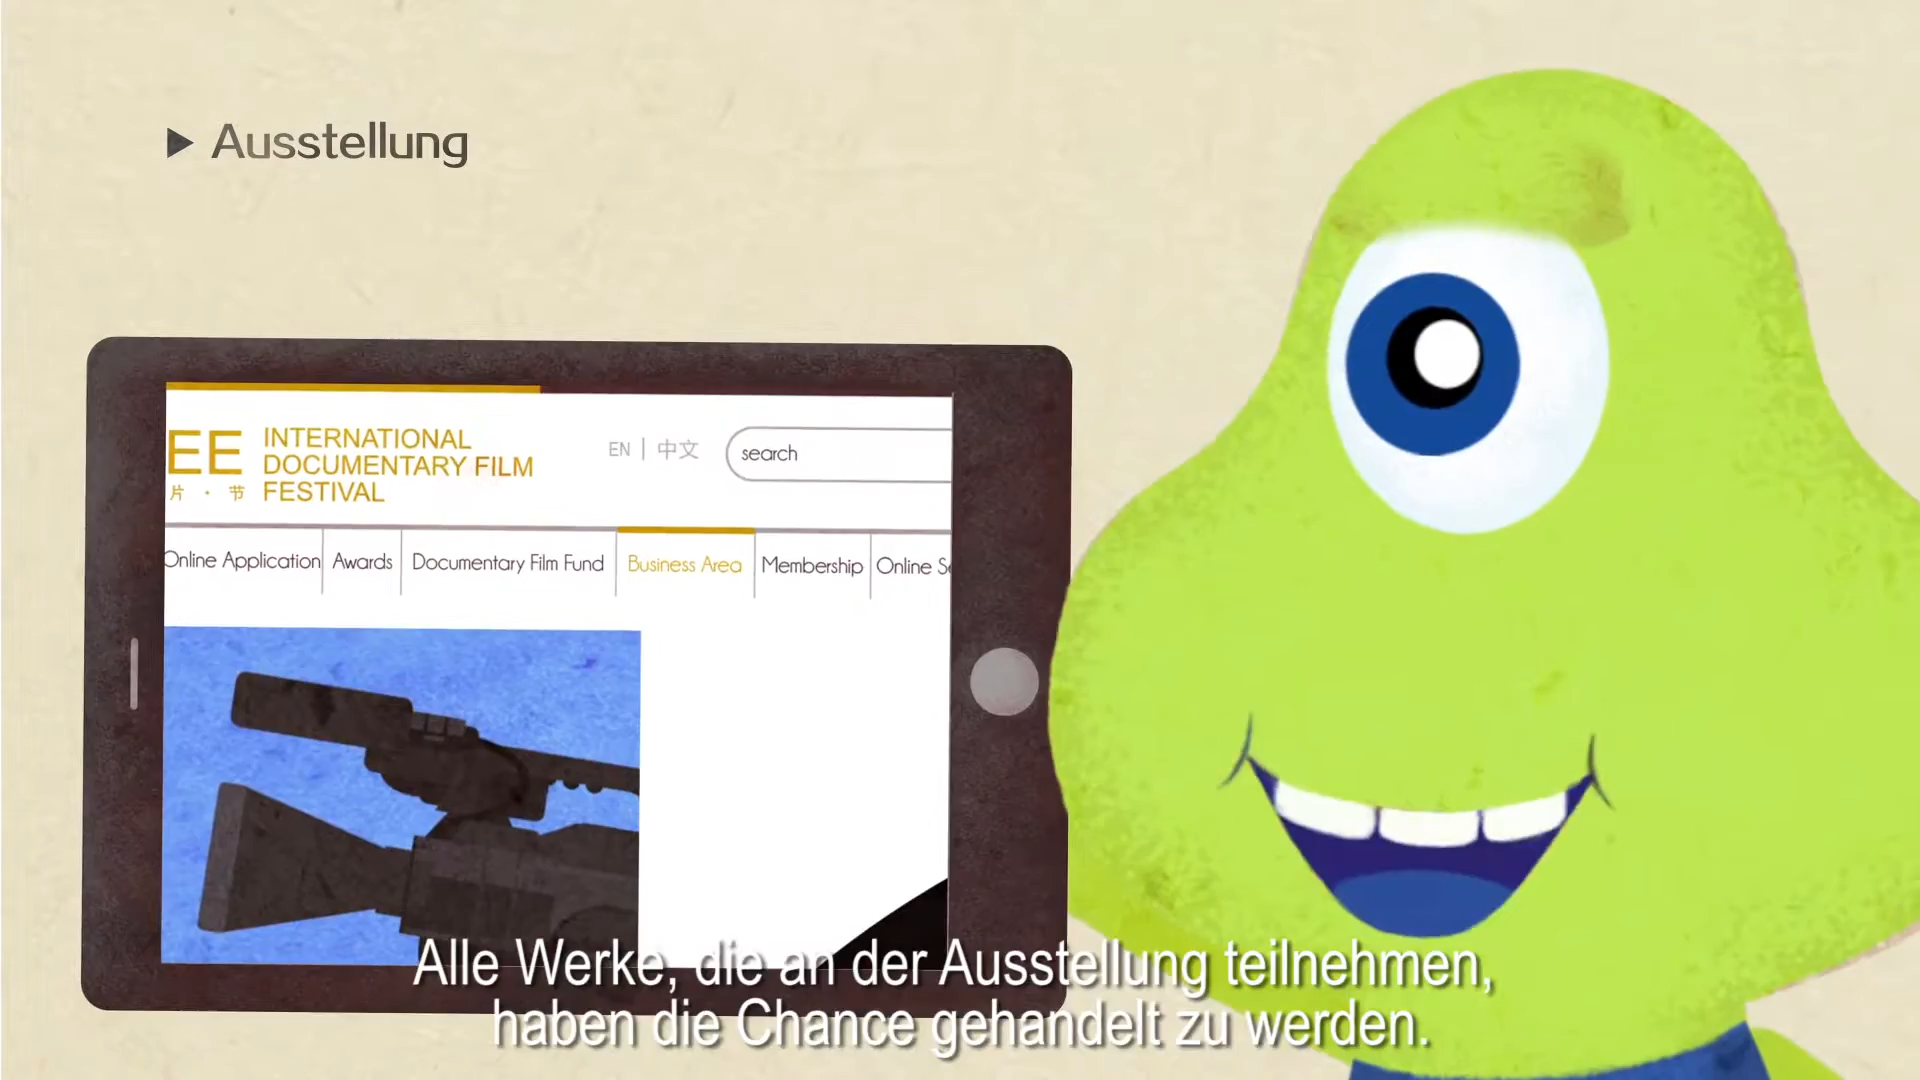 ▶ Ausstellung
EE
片 · 节
INTERNATIONAL
DOCUMENTARY FILM
FESTIVAL
EN | 中文
search
Online Application
Awards
Documentary Film Fund
Business Area
Membership
Online
Alle Werke, die an der Ausstellung teilnehmen,
haben die Chance gehandelt zu werden.